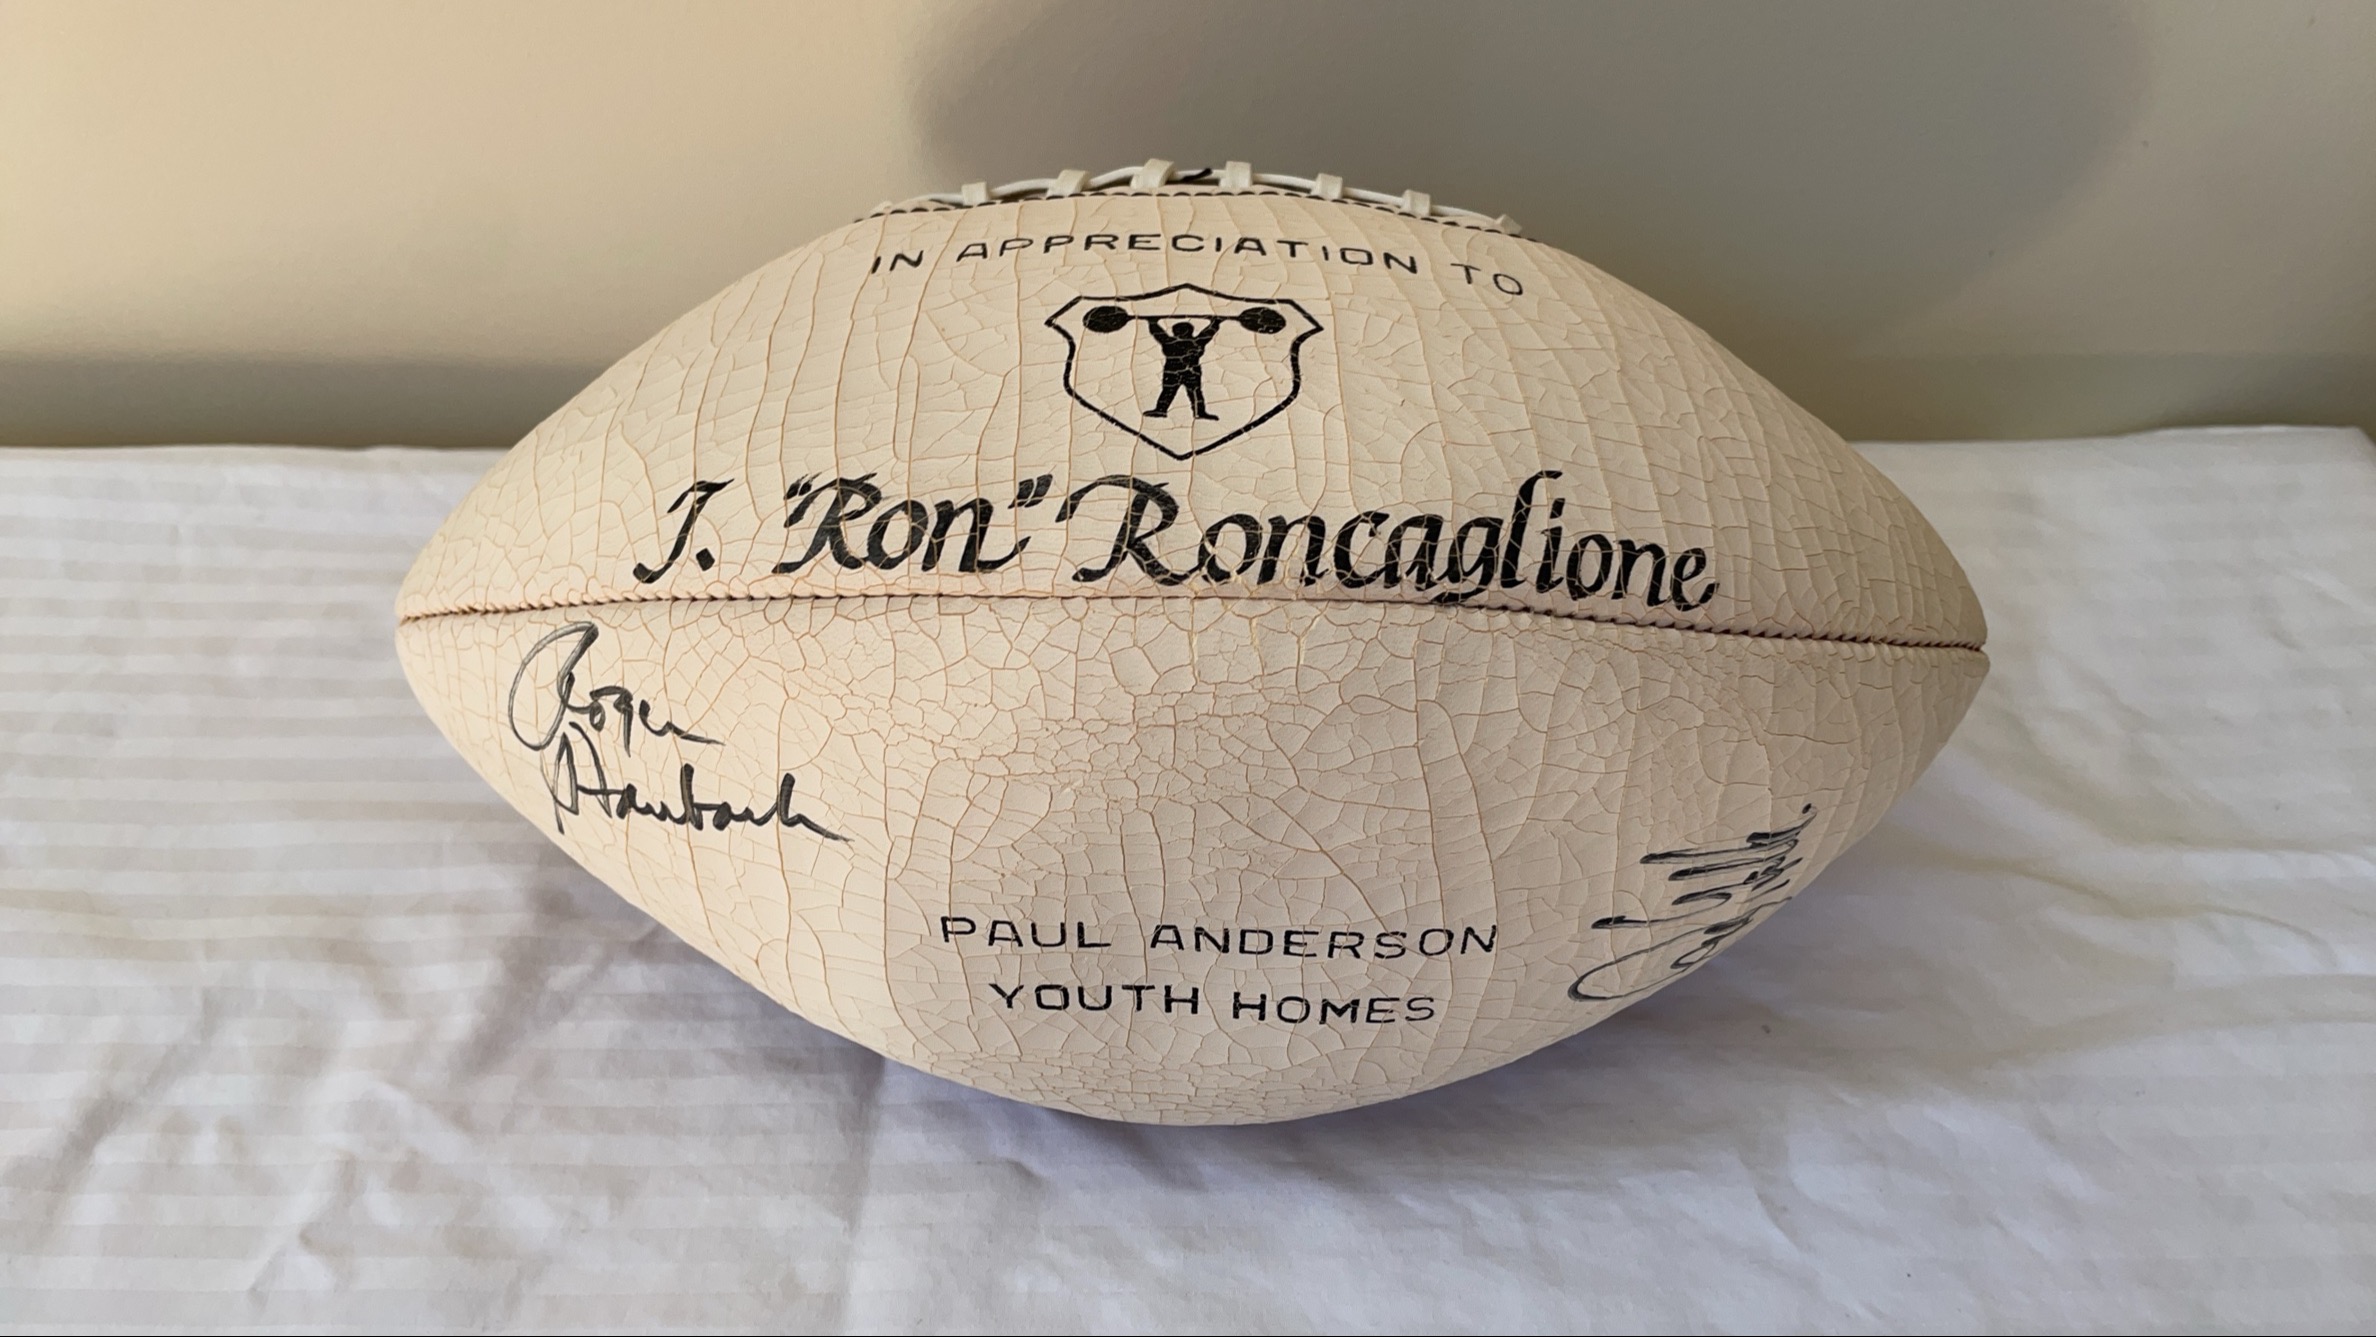 IN APPRECIATION TO
J. "Ron" Roncaglione
Roger
Staubach
PAUL ANDERSON
YOUTH HOMES